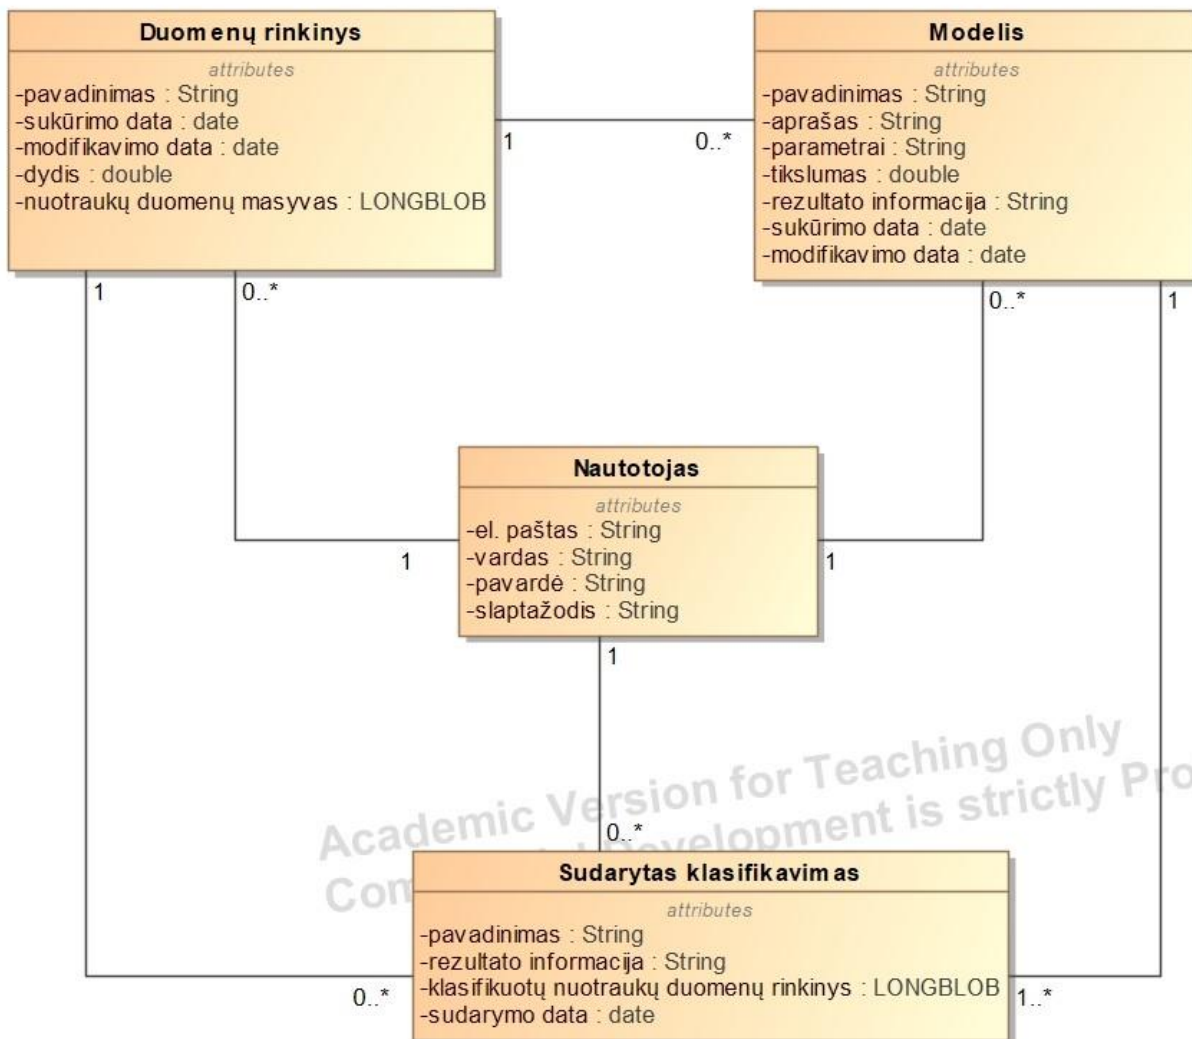 Duomenų rinkinys
attributes
-pavadinimas : String
-sukūrimo data : date
-modifikavimo data : date
-dydis : double
-nuotraukų duomenų masyvas : LONGBLOB
Modelis
attributes
-pavadinimas : String
-aprašas : String
-parametrai : String
-tikslumas : double
-rezultato informacija : String
-sukūrimo data : date
-modifikavimo data : date
1
0..*
1
0..*
0..*
1
Nautotojas
attributes
-el. paštas : String
-vardas : String
-pavardė : String
-slaptažodis : String
1
1
1
Academic Version for Teaching Only
Development is strictly
0..*
Sudarytas klasifikavimas
attributes
-pavadinimas : String
-rezultato informacija : String
-klasifikuotų nuotraukų duomenų rinkinys : LONGBLOB
-sudarymo data : date
0..*
1..*